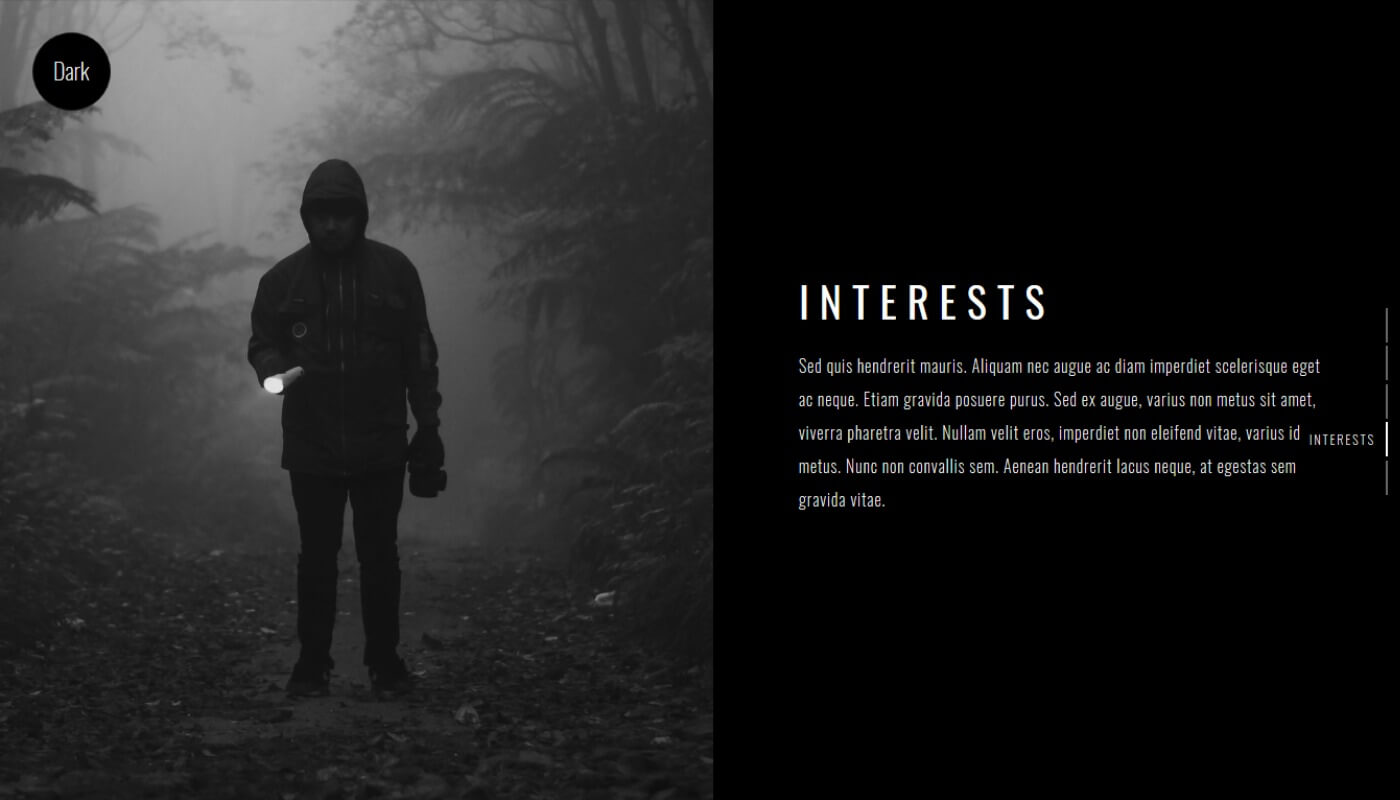 Dark
INTERESTS
Sed quis hendrerit mauris. Aliquam nec augue ac diam imperdiet scelerisque eget
ac neque. Etiam gravida posuere purus. Sed ex augue, varius non metus sit amet,
viverra pharetra velit. Nullam velit eros, imperdiet non eleifend vitae, varius id
metus. Nunc non convallis sem. Aenean hendrerit lacus neque, at egestas sem
gravida vitae.
INTERESTS